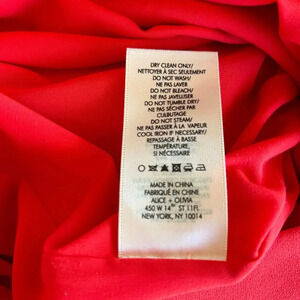 DRY CLEAN ONLY/
NETTOYER À SEC SEULEMENT
DO NOT WASH/
NE PAS LAVER
DO NOT BLEACH/
NE PAS JAVELLISER
DO NOT TUMBLE DRY/
NE PAS SÉCHER PAR
CULBUTAGE
DO NOT STEAM/
NE PAS PASSER À LA VAPEUR
COOL IRON IF NECESSARY/
REPASSAGE À BASSE
TEMPÉRATURE,
SI NÉCESSAIRE
MADE IN CHINA
FABRIQUÉ EN CHINE
ALICE + OLIVIA
450 W 14TH ST 11FL
NEW YORK, NY 10014